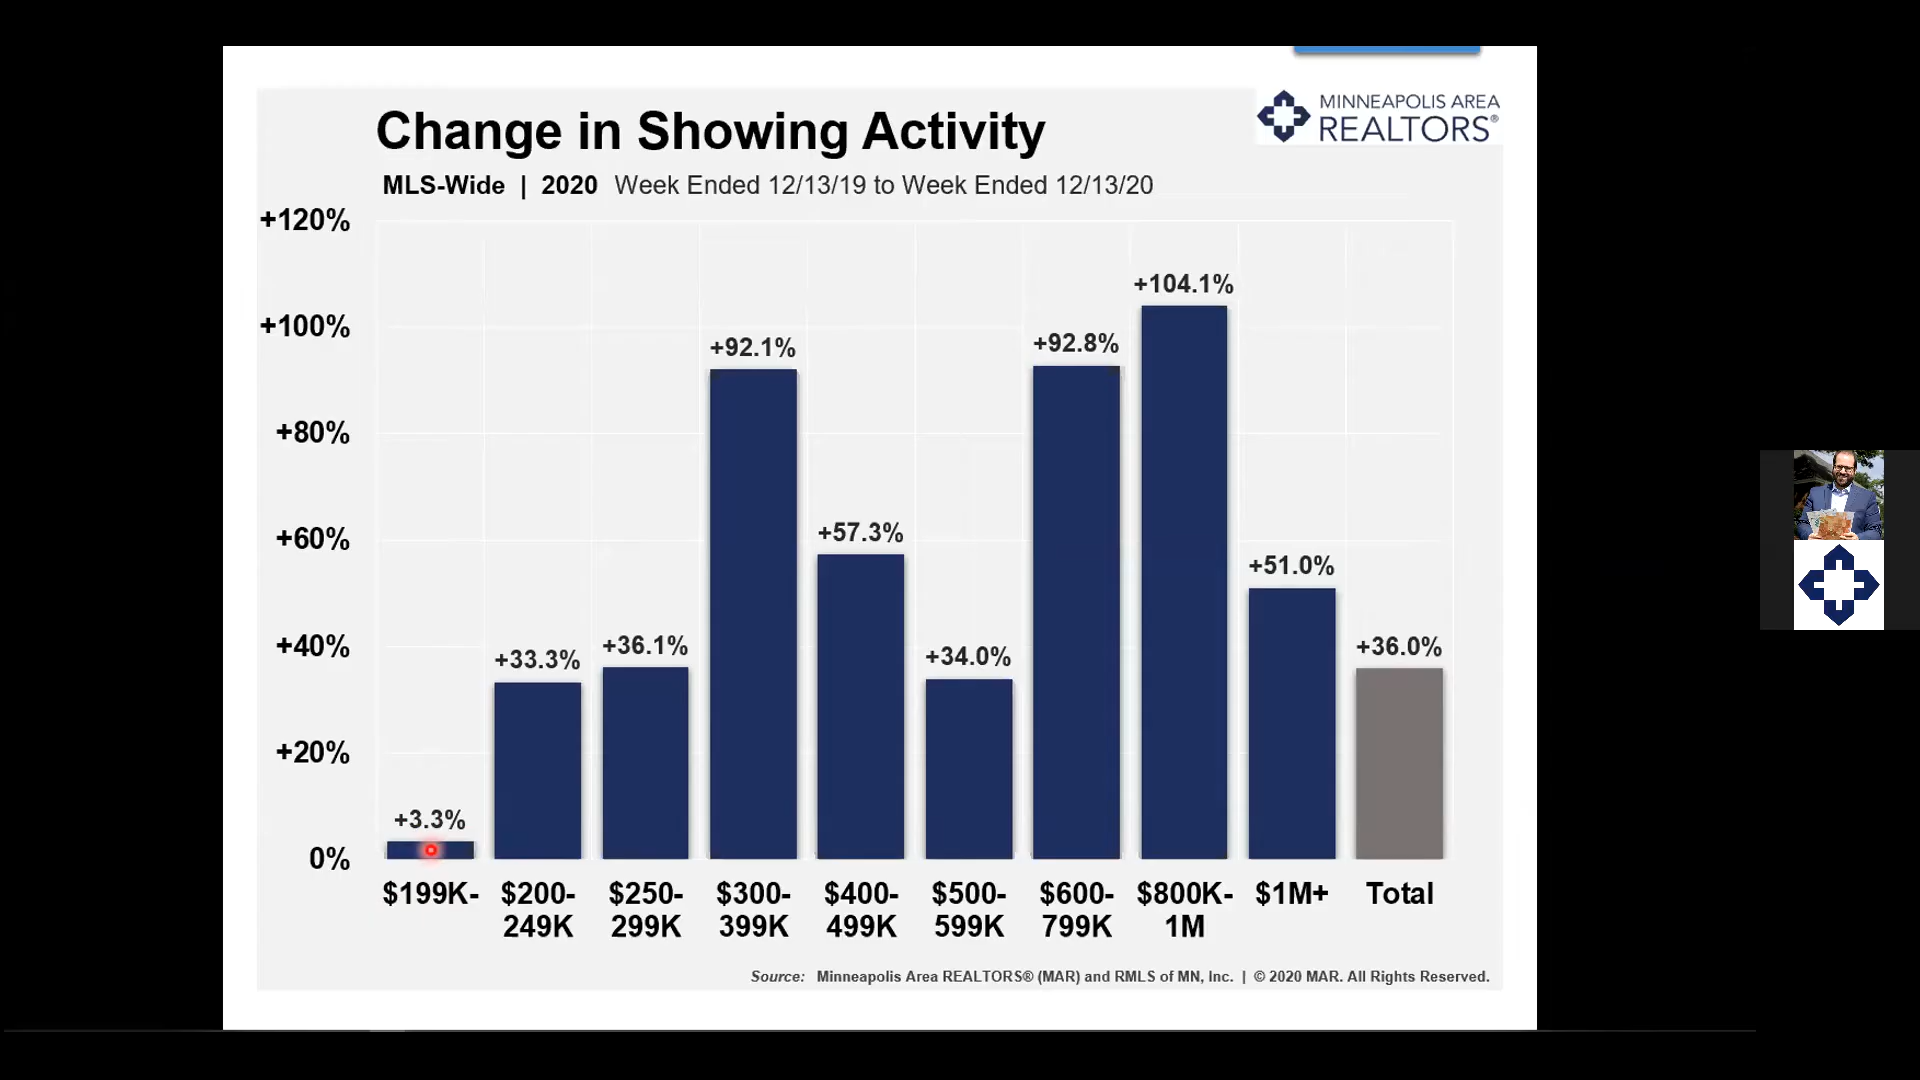 Change in Showing Activity
MINNEAPOLIS AREA
REALTORS®
MLS-Wide | 2020 Week Ended 12/13/19 to Week Ended 12/13/20
+120%
+100%
+80%
+60%
+40%
+20%
0%
+3.3%
+33.3%
+36.1%
+92.1%
+57.3%
+34.0%
+92.8%
+104.1%
+51.0%
+36.0%
$199K-
$200-
249K
$250-
299K
$300-
399K
$400-
499K
$500-
599K
$600-
799K
$800K-
1M
$1M+
Total
Source: Minneapolis Area REALTORS® (MAR) and RMLS of MN, Inc. | © 2020 MAR. All Rights Reserved.